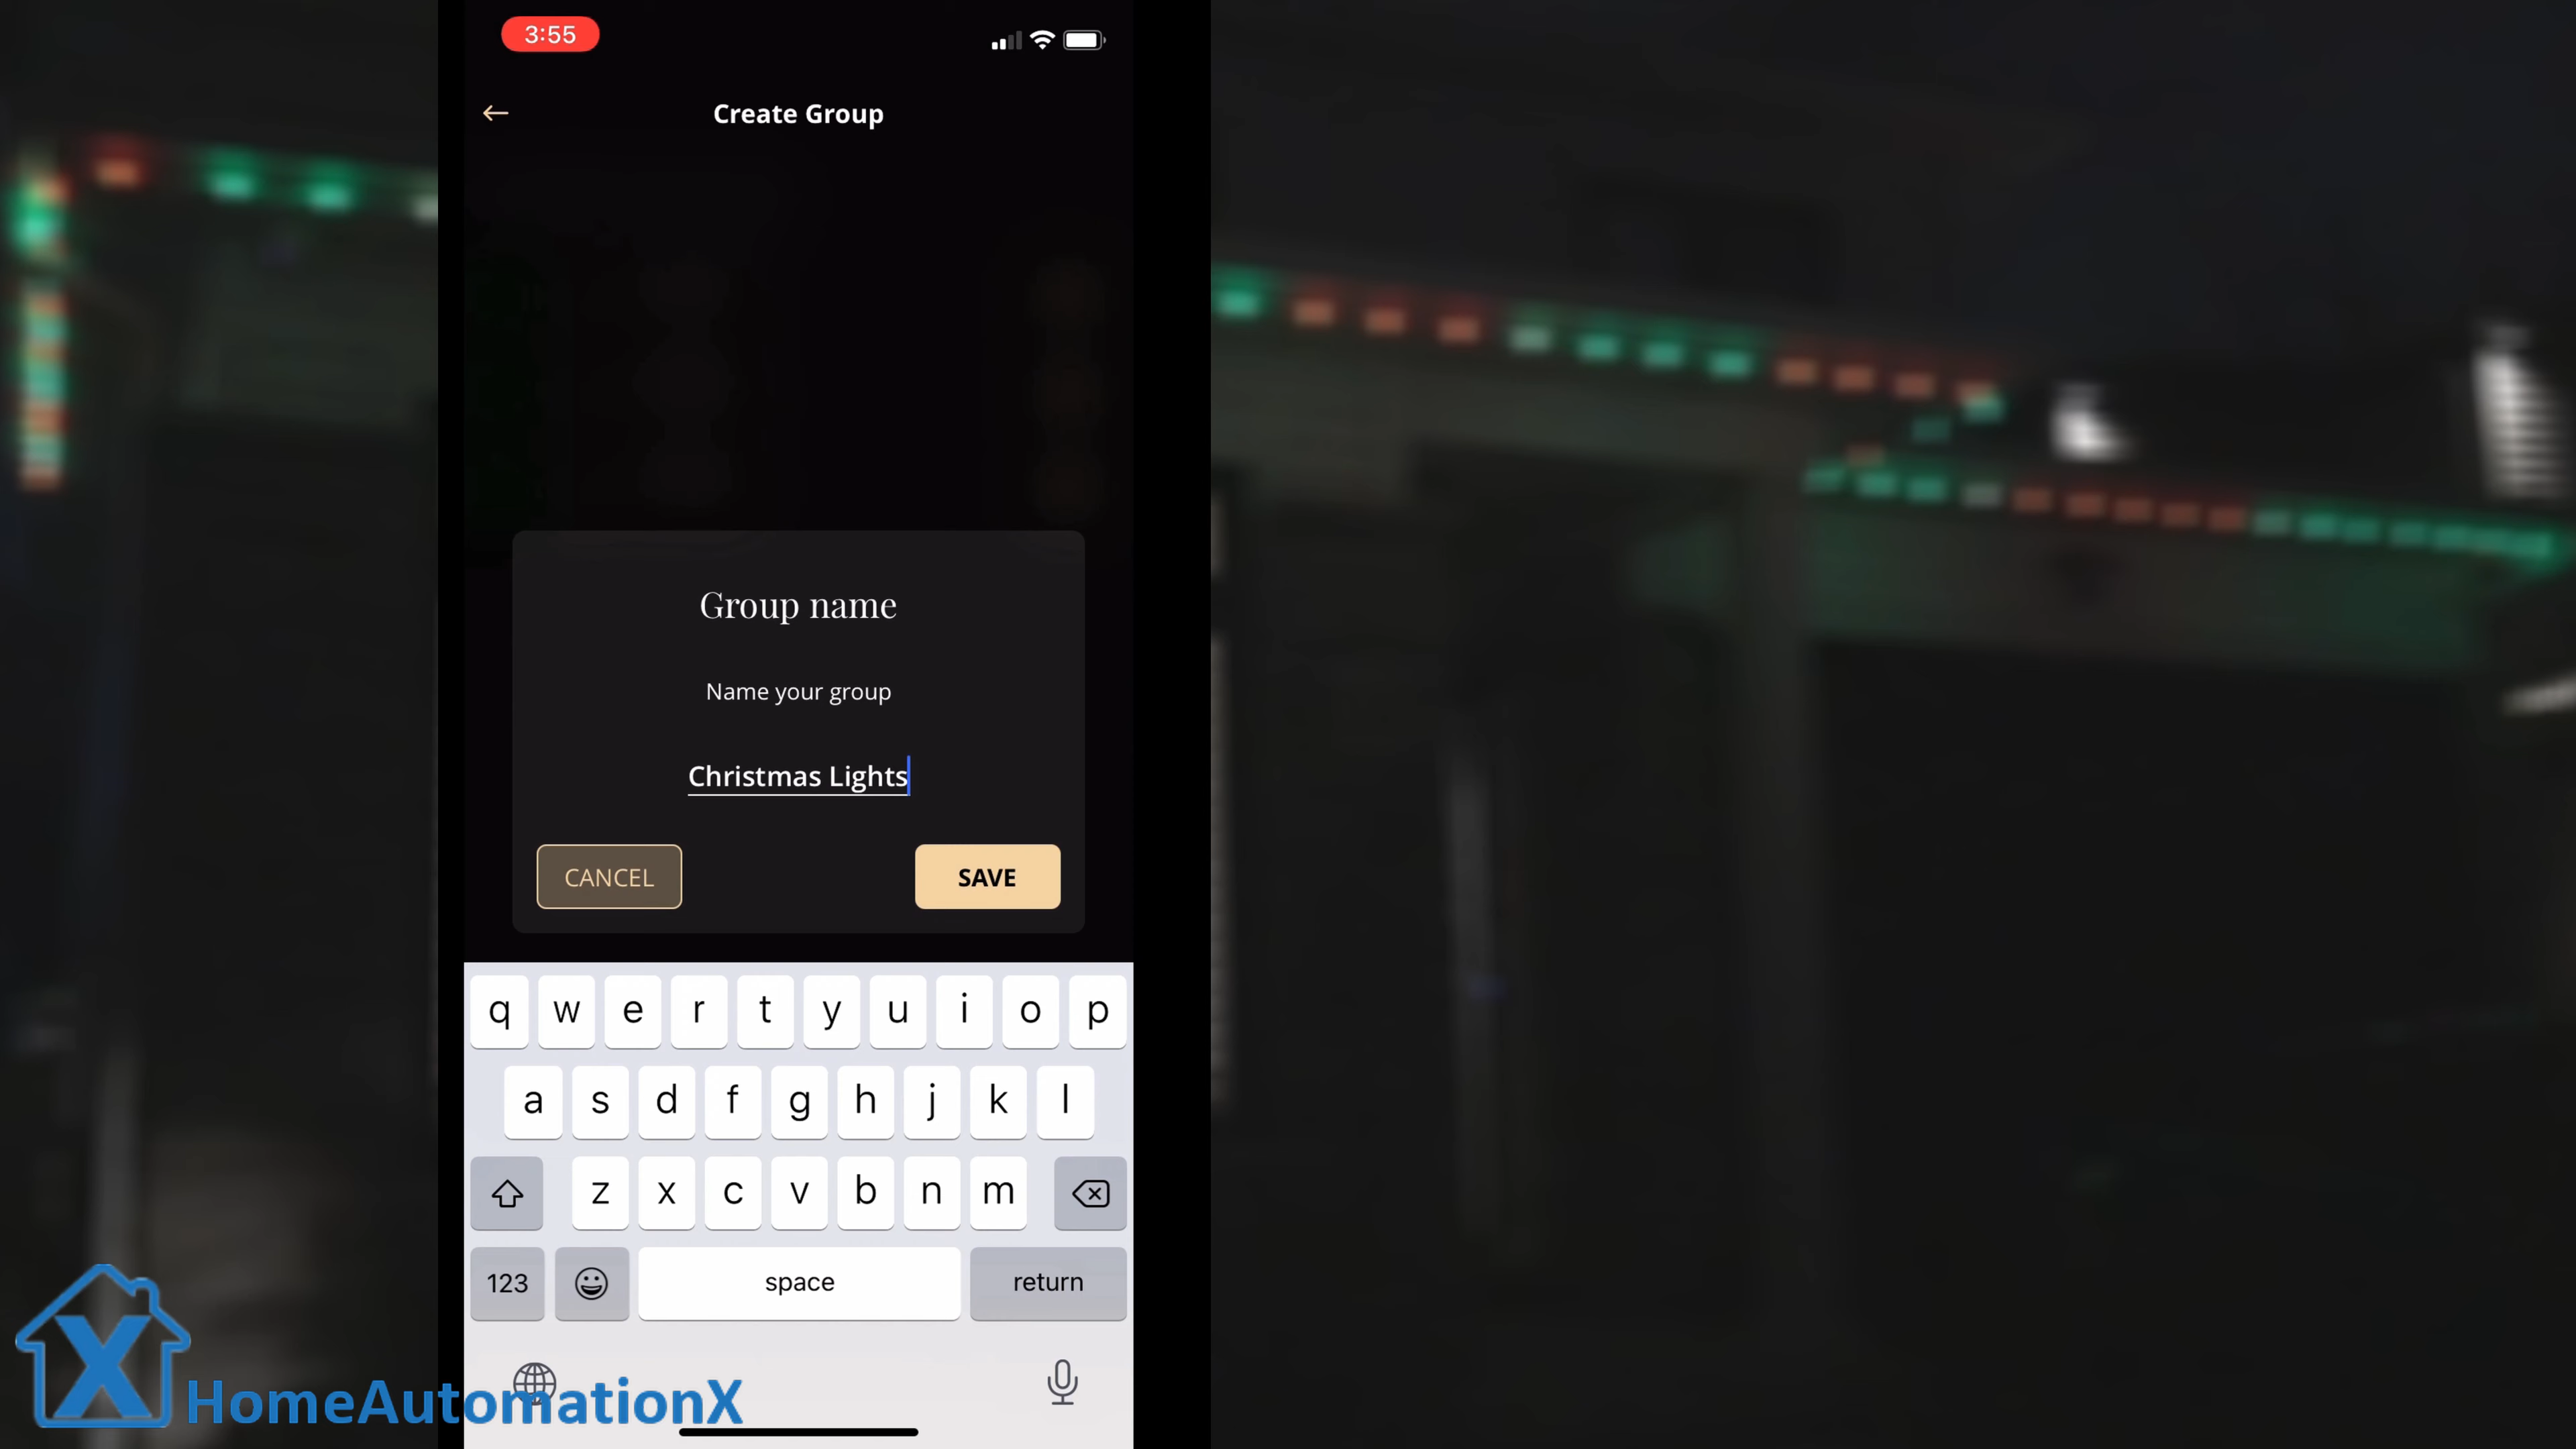 3:55
Create Group
Group name
Name your group
Christmas Lights
CANCEL
SAVE
q w e r t y u i o p
a s d f g h j k l
z x c v b n m
123
space
return
X
HomeAutomationX